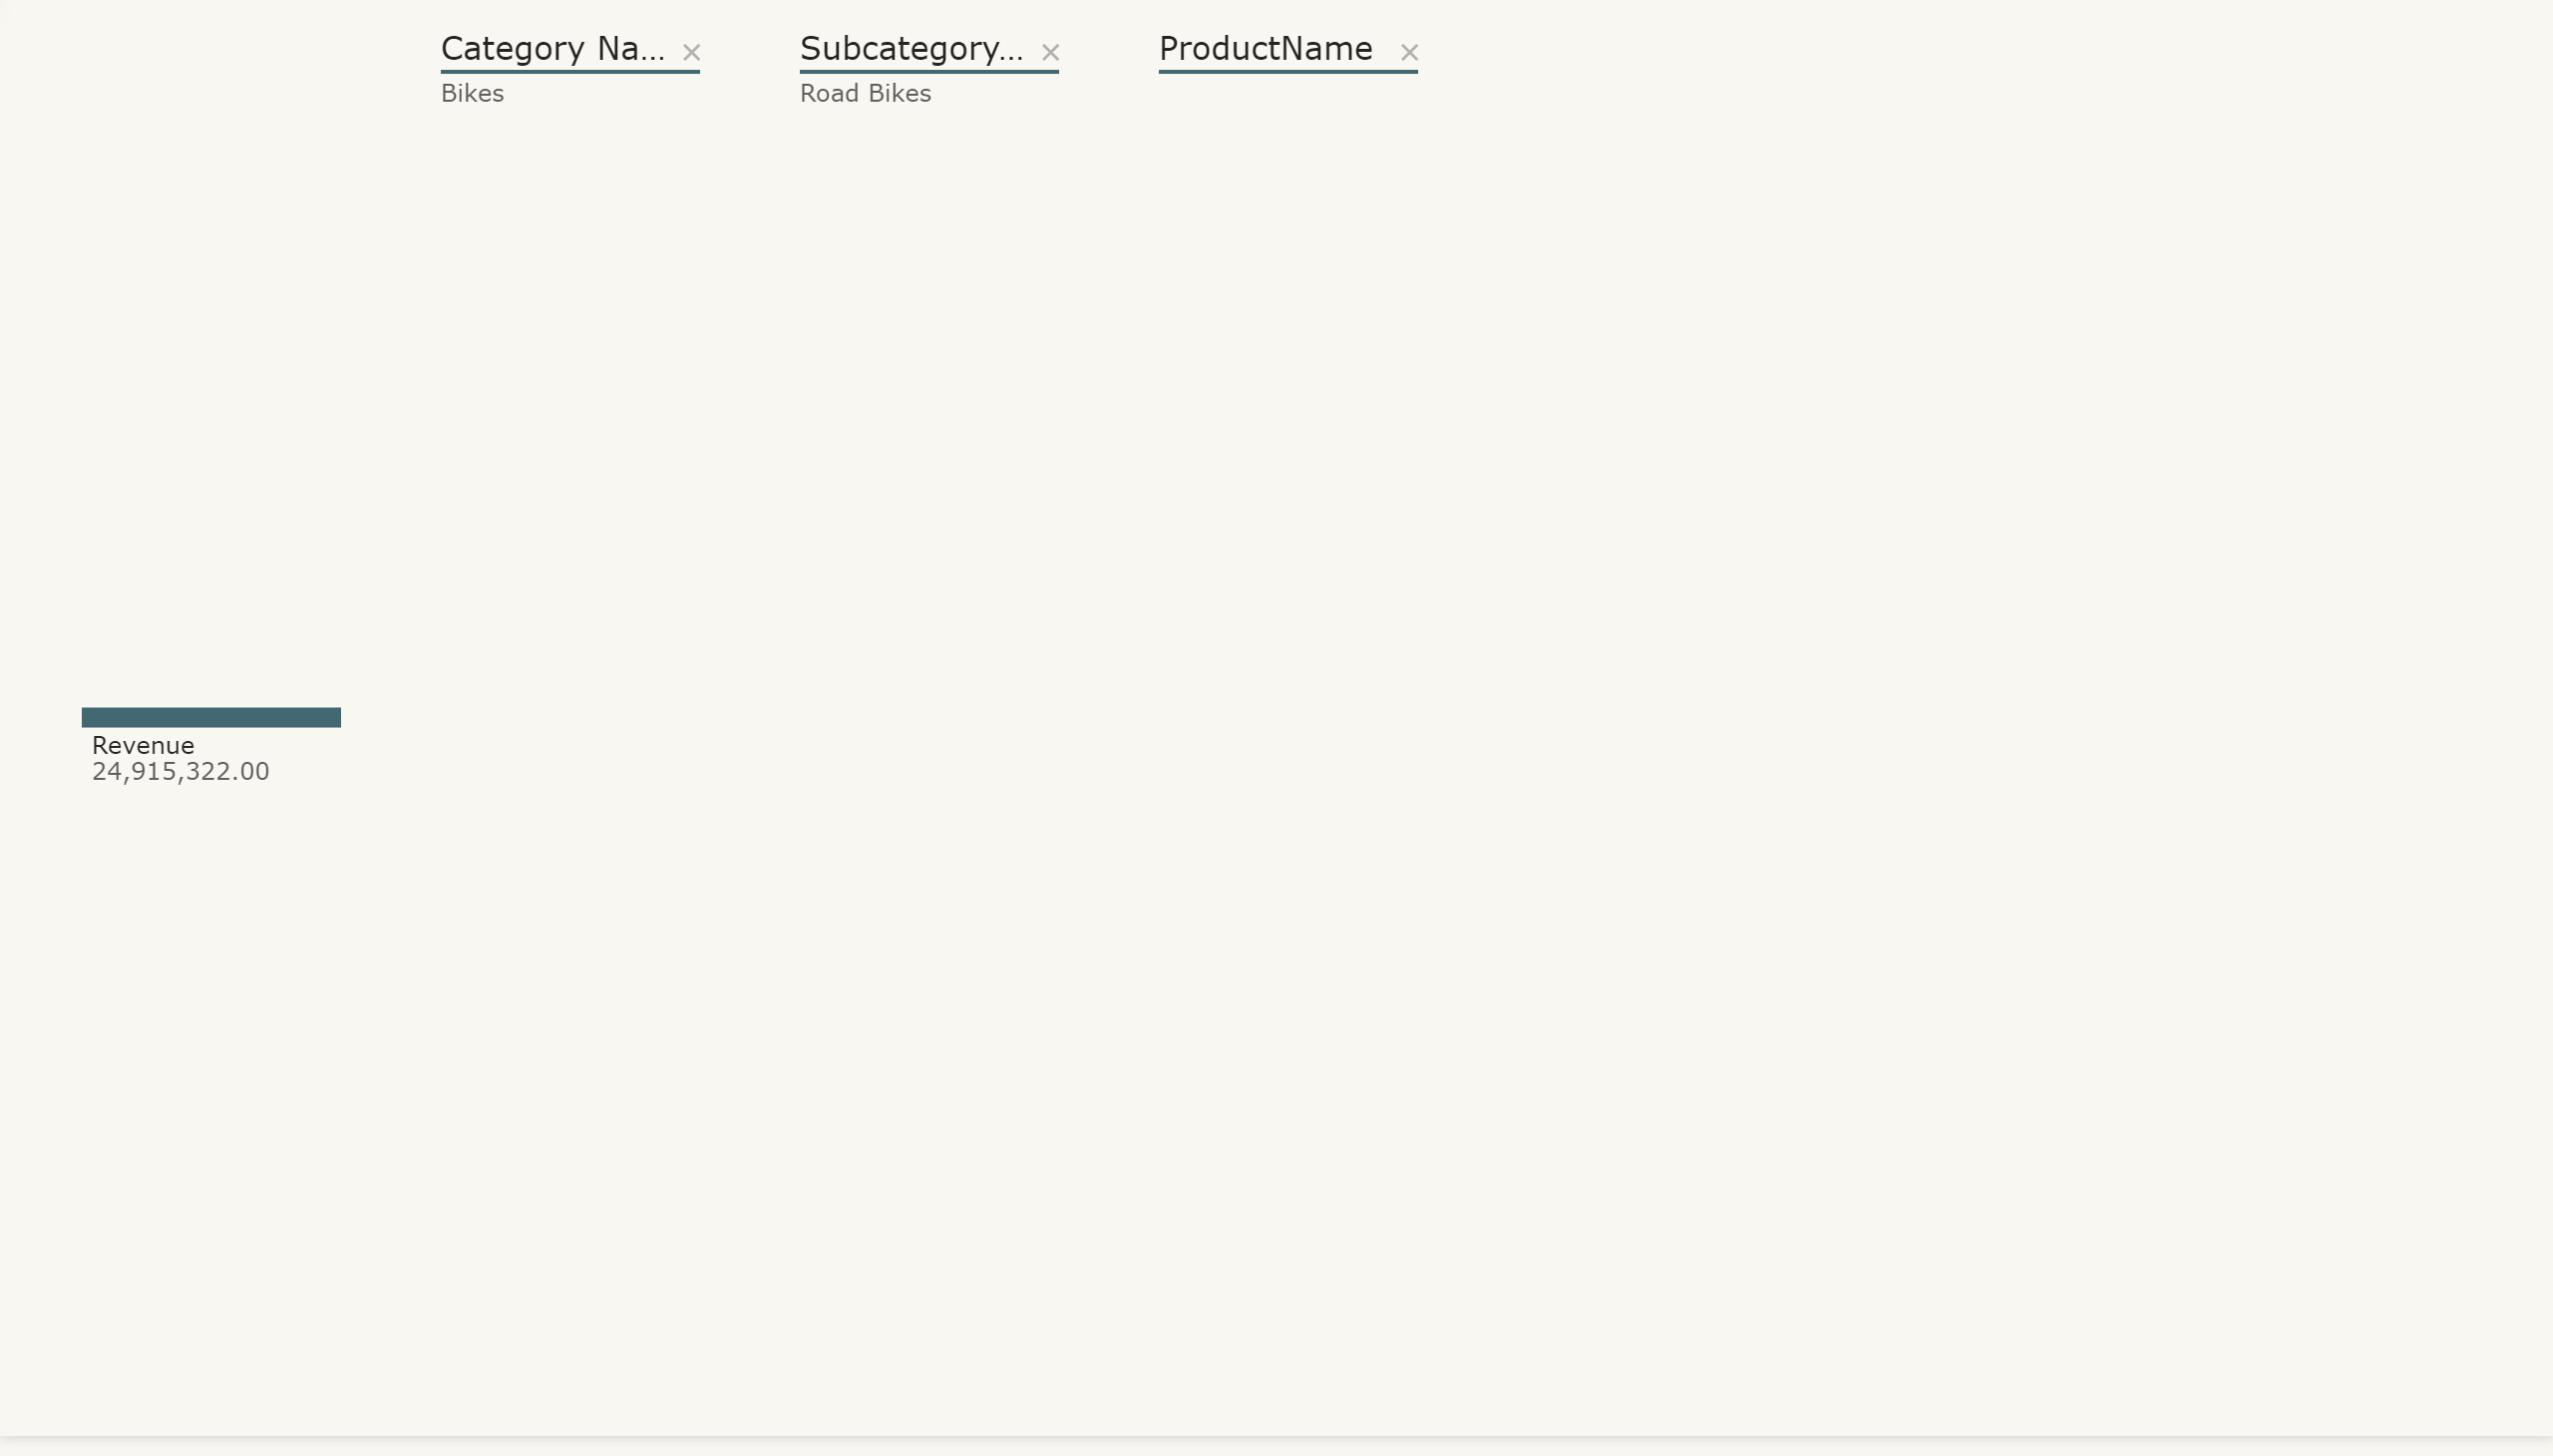 Category Na...
Subcategory...
ProductName
Bikes
Road Bikes
Revenue
24,915,322.00